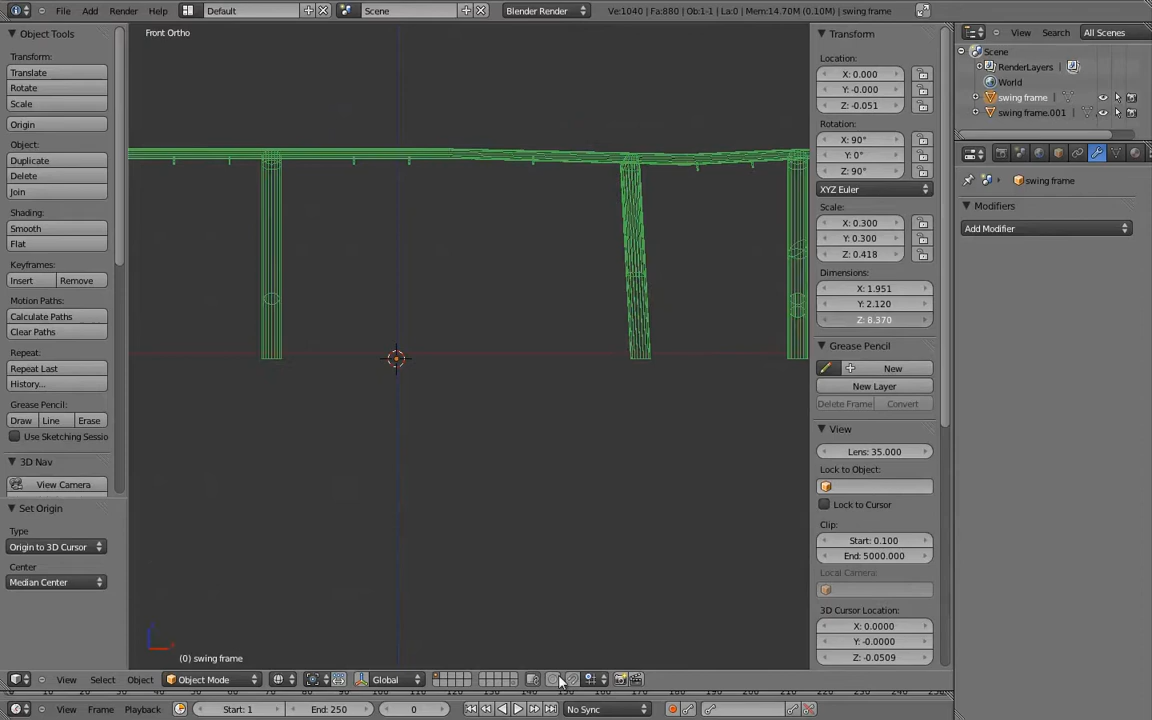 File Add Render Help Default Scene Blender Render Ve:1040 | Fa:880 | Ob:1-1 | La:0 | Mem:14.70M (0.10M) | swing frame
Object Tools
Transform:
Translate
Rotate
Scale
Origin
Object:
Duplicate
Delete
Join
Shading:
Smooth
Flat
Keyframes:
Insert Remove
Motion Paths:
Calculate Paths
Clear Paths
Repeat:
Repeat Last
History...
Grease Pencil:
Draw Line Erase
Use Sketching Sessio
3D Nav
View Camera
Set Origin
Type
Origin to 3D Cursor
Center
Median Center
Front Ortho
(0) swing frame
Transform
Location:
X: 0.000
Y: -0.000
Z: -0.051
Rotation:
X: 90°
Y: 0°
Z: 90°
XYZ Euler
Scale:
X: 0.300
Y: 0.300
Z: 0.418
Dimensions:
X: 1.951
Y: 2.120
Z: 8.370
Grease Pencil
New
New Layer
Delete Frame Convert
View
Lens: 35.000
Lock to Object:
Lock to Cursor
Clip:
Start: 0.100
End: 5000.000
Local Camera:
3D Cursor Location:
X: 0.0000
Y: -0.0000
Z: -0.0509
View Search All Scenes
Scene
RenderLayers
World
swing frame
swing frame.001
swing frame
Modifiers
Add Modifier
View Select Object Object Mode Global
View Frame Playback Start: 1 End: 250 0 No Sync